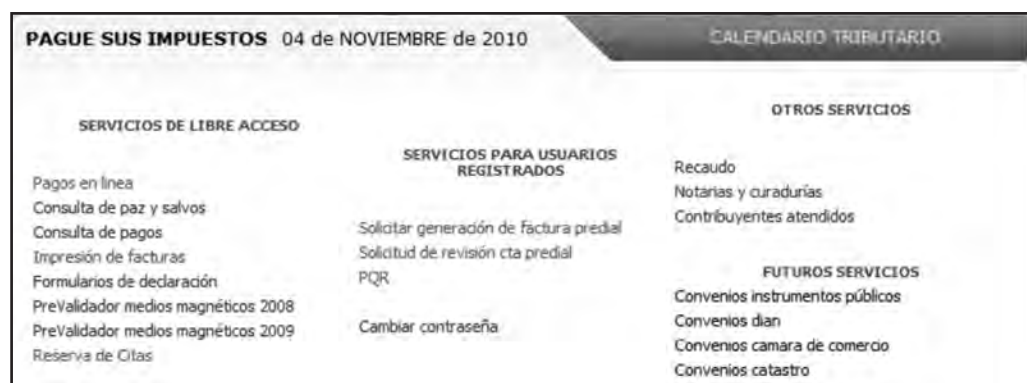 PAGUE SUS IMPUESTOS 04 de NOVIEMBRE de 2010
CALENDARIO TRIBUTARIO
SERVICIOS DE LIBRE ACCESO
Pagos en linea
Consulta de paz y salvos
Consulta de pagos
Impresión de facturas
Formularios de declaración
PreValidador medios magnéticos 2008
PreValidador medios magnéticos 2009
Reserva de Citas
SERVICIOS PARA USUARIOS
REGISTRADOS
Solicitar generación de factura predial
Solicitud de revisión cta predial
PQR
Cambiar contraseña
OTROS SERVICIOS
Recaudo
Notarias y curadurías
Contribuyentes atendidos
FUTUROS SERVICIOS
Convenios instrumentos públicos
Convenios dian
Convenios camara de comercio
Convenios catastro